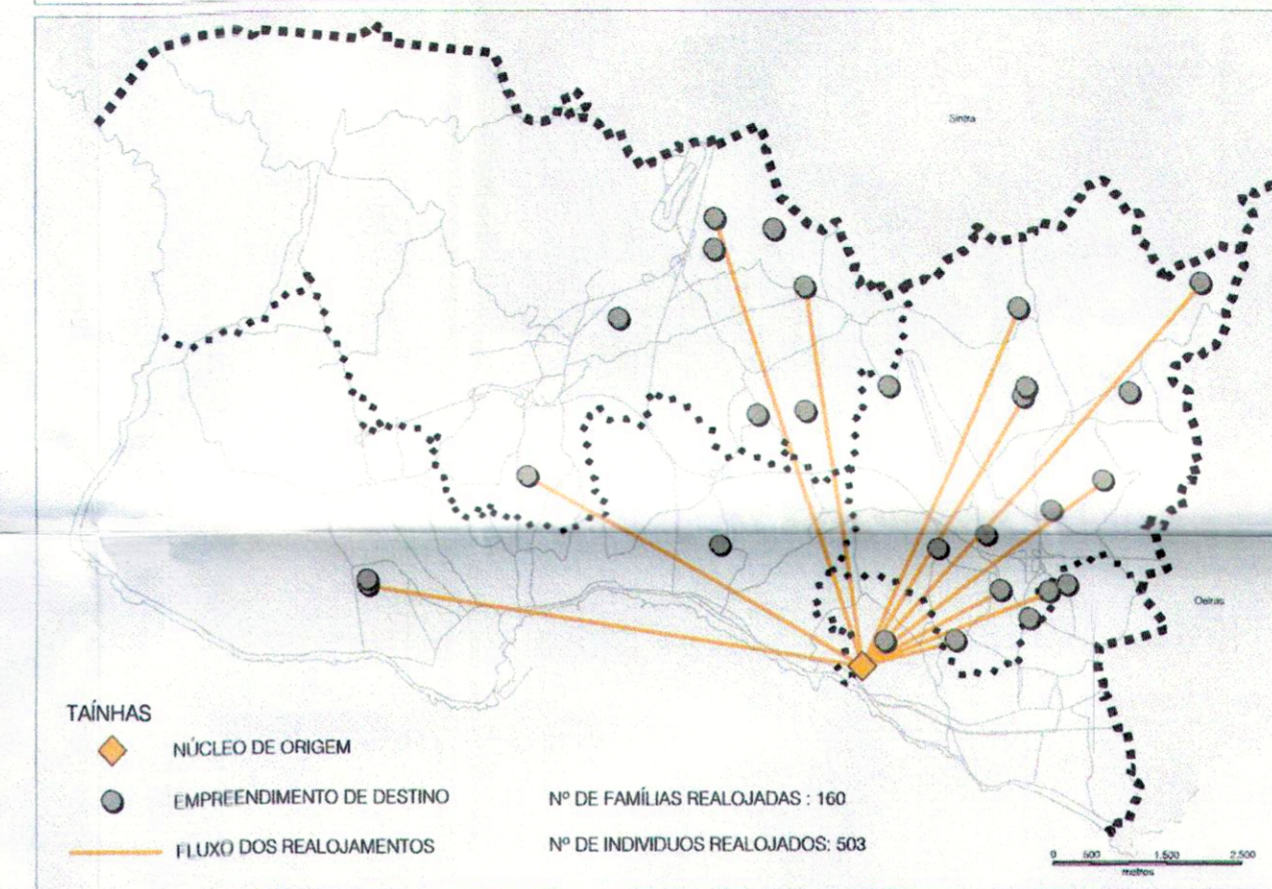 Sintra
Oeiras
TAÍNHAS
NÚCLEO DE ORIGEM
EMPREENDIMENTO DE DESTINO
FLUXO DOS REALOJAMENTOS
Nº DE FAMÍLIAS REALOJADAS : 160
Nº DE INDIVIDUOS REALOJADOS: 503
0 500 1.500 2.500
metros